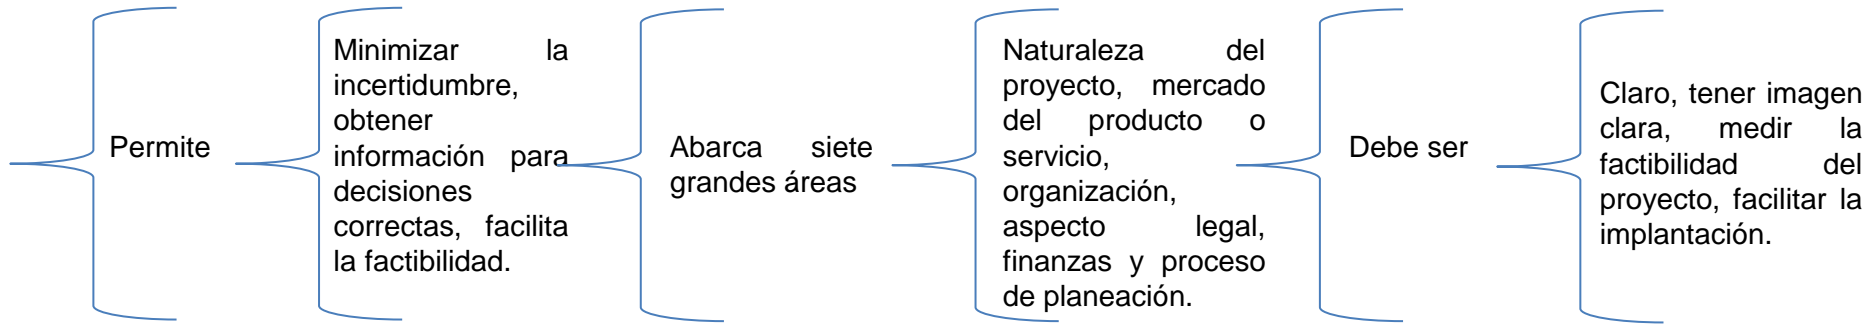 Permite
Minimizar la
incertidumbre,
obtener
información para
decisiones
correctas, facilita
la factibilidad.
Abarca siete
grandes áreas
Naturaleza del
proyecto, mercado
del producto o
servicio,
organización,
aspecto legal,
finanzas y proceso
de planeación.
Debe ser
Claro, tener imagen
clara, medir la
factibilidad del
proyecto, facilitar la
implantación.